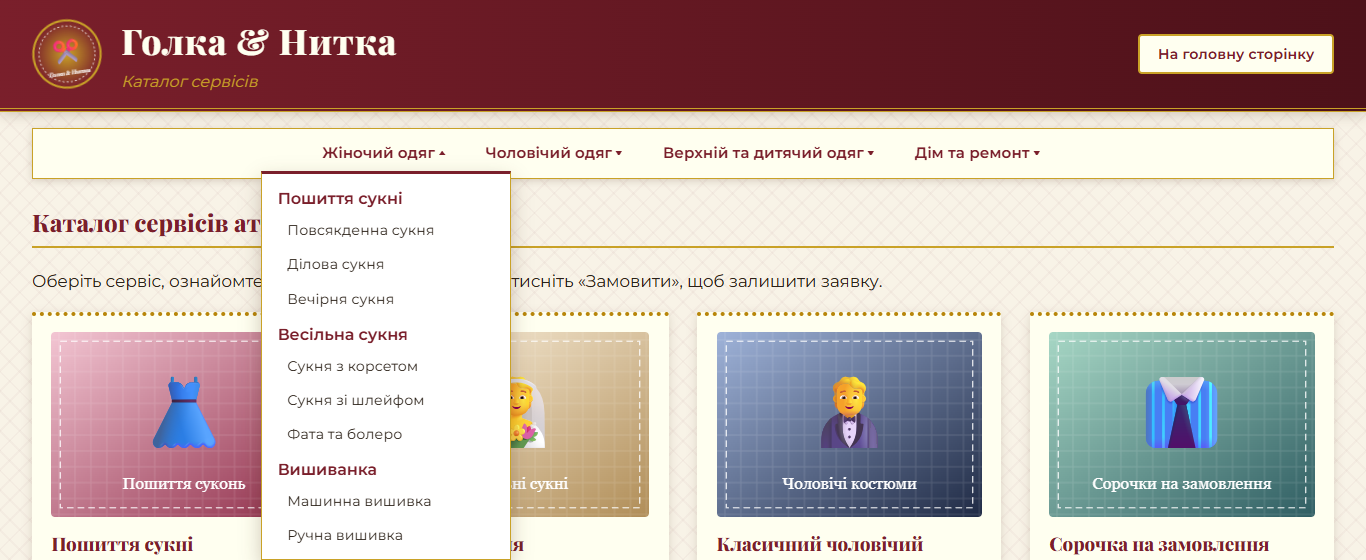 Голка & Нитка
Каталог сервісів
На головну сторінку
Жіночий одяг Чоловічий одяг Верхній та дитячий одяг Дім та ремонт
Пошиття сукні
Повсякденна сукня
Ділова сукня
Вечірня сукня
Весільна сукня
Сукня з корсетом
Сукня зі шлейфом
Фата та болеро
Вишиванка
Машинна вишивка
Ручна вишивка
Каталог сервісів ат
Оберіть сервіс, ознайомте тисніть «Замовити», щоб залишити заявку.
Пошиття суконь ні сукні Чоловічі костюми Сорочки на замовлення
Пошиття сукні ня Класичний чоловічий Сорочка на замовлення